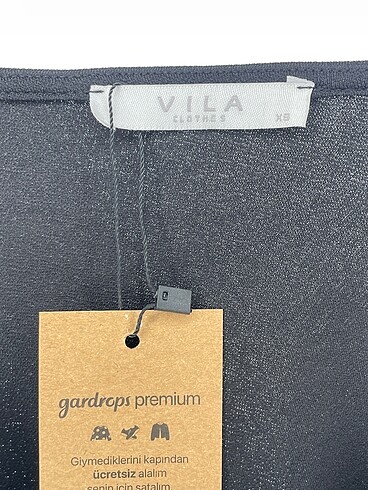 VILA
CLOTHES
XS
gardrops premium
Giymediklerini kapından
ücretsiz alalım
senin için satalım